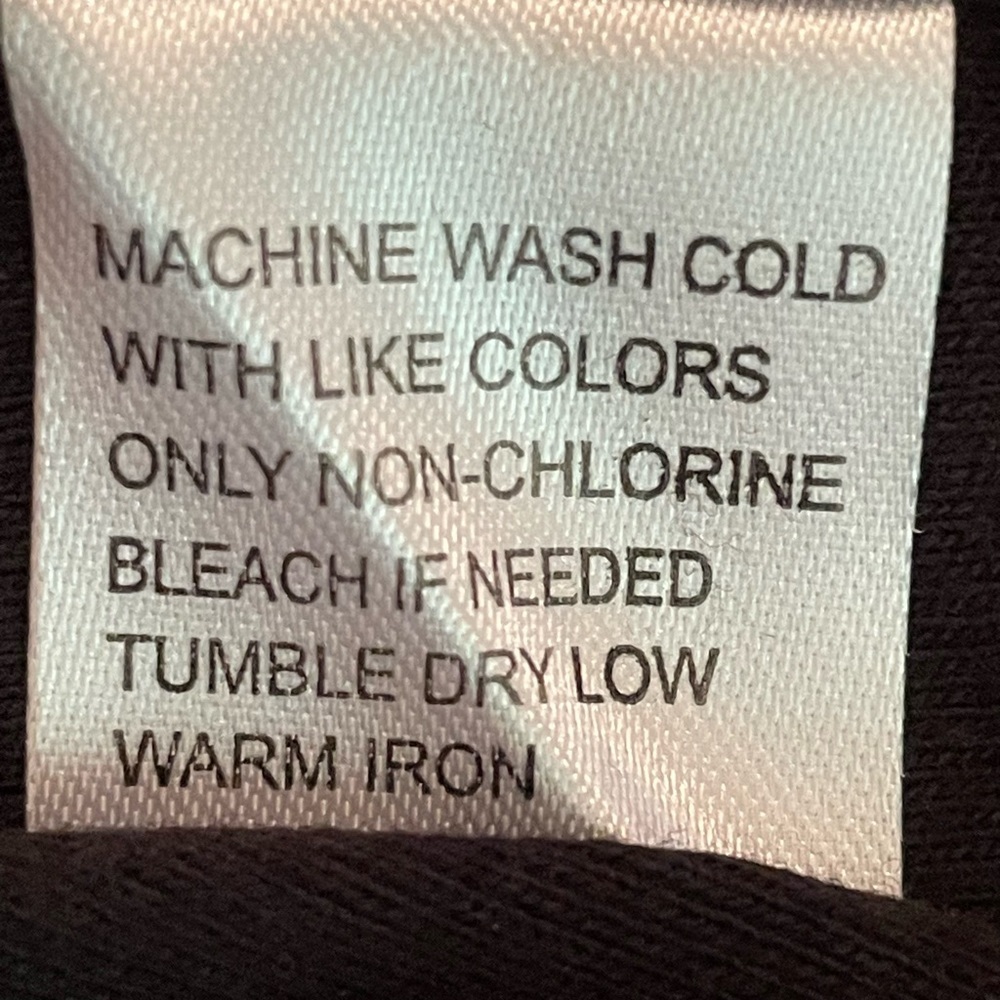 MACHINE WASH COLD
WITH LIKE COLORS
ONLY NON-CHLORINE
BLEACH IF NEEDED
TUMBLE DRY LOW
WARM IRON